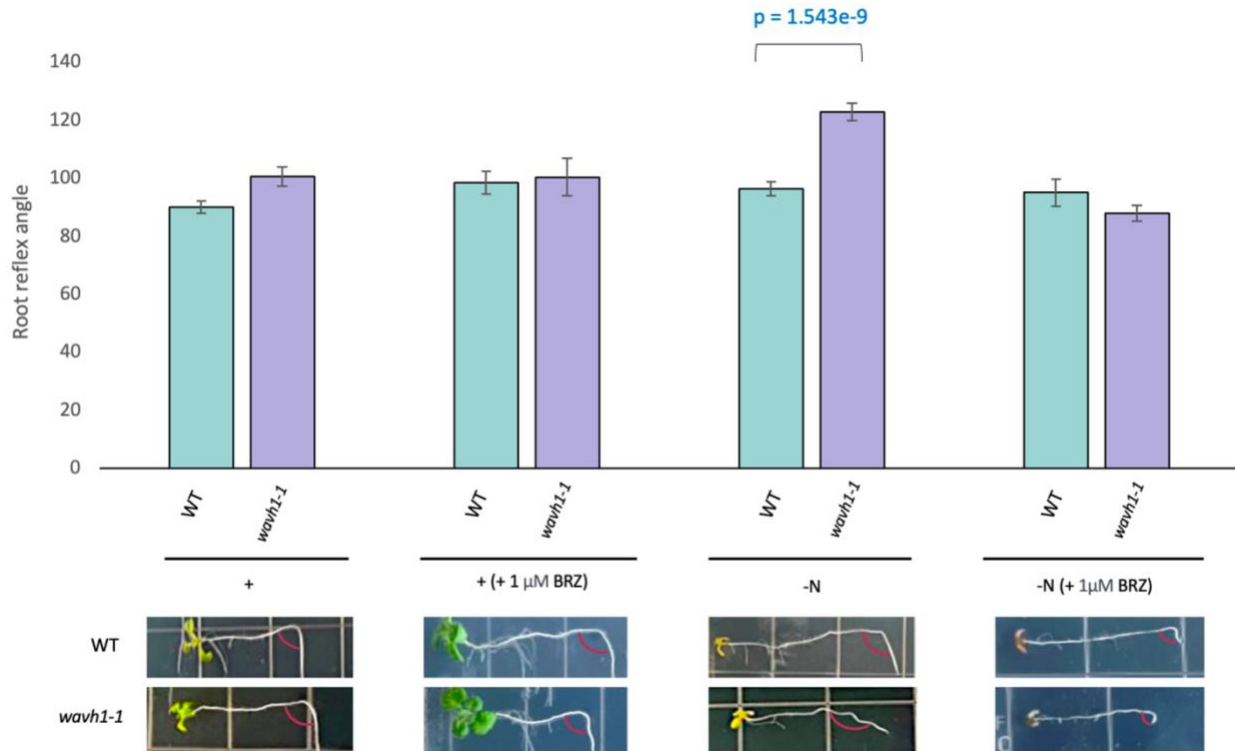 p = 1.543e-9
140
120
100
80
60
40
20
0
Root reflex angle
WT
wavh1-1
WT
wavh1-1
WT
wavh1-1
WT
wavh1-1
+
+ (+ 1 μM BRZ)
-N
-N (+ 1μM BRZ)
WT
wavh1-1